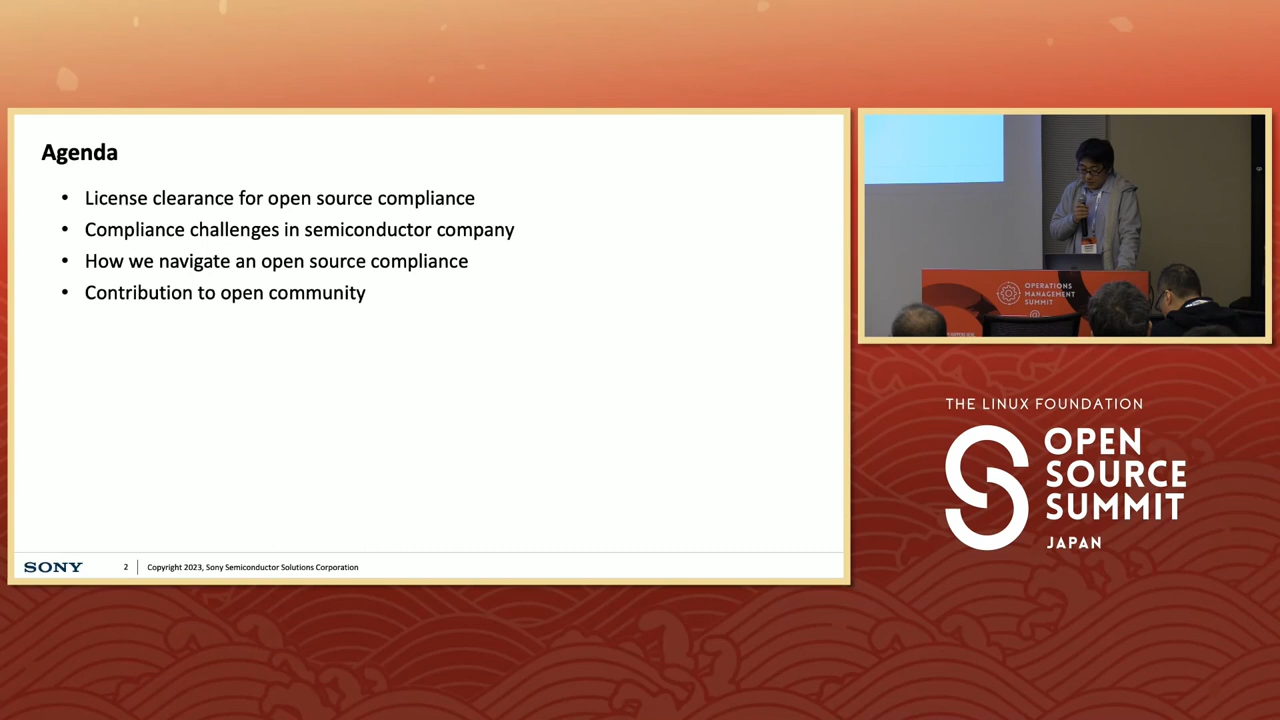 Agenda
• License clearance for open source compliance
• Compliance challenges in semiconductor company
• How we navigate an open source compliance
• Contribution to open community
SONY
2
Copyright 2023, Sony Semiconductor Solutions Corporation
OPERATIONS
MANAGEMENT
SUMMIT
THE LINUX FOUNDATION
OPEN
SOURCE
SUMMIT
JAPAN